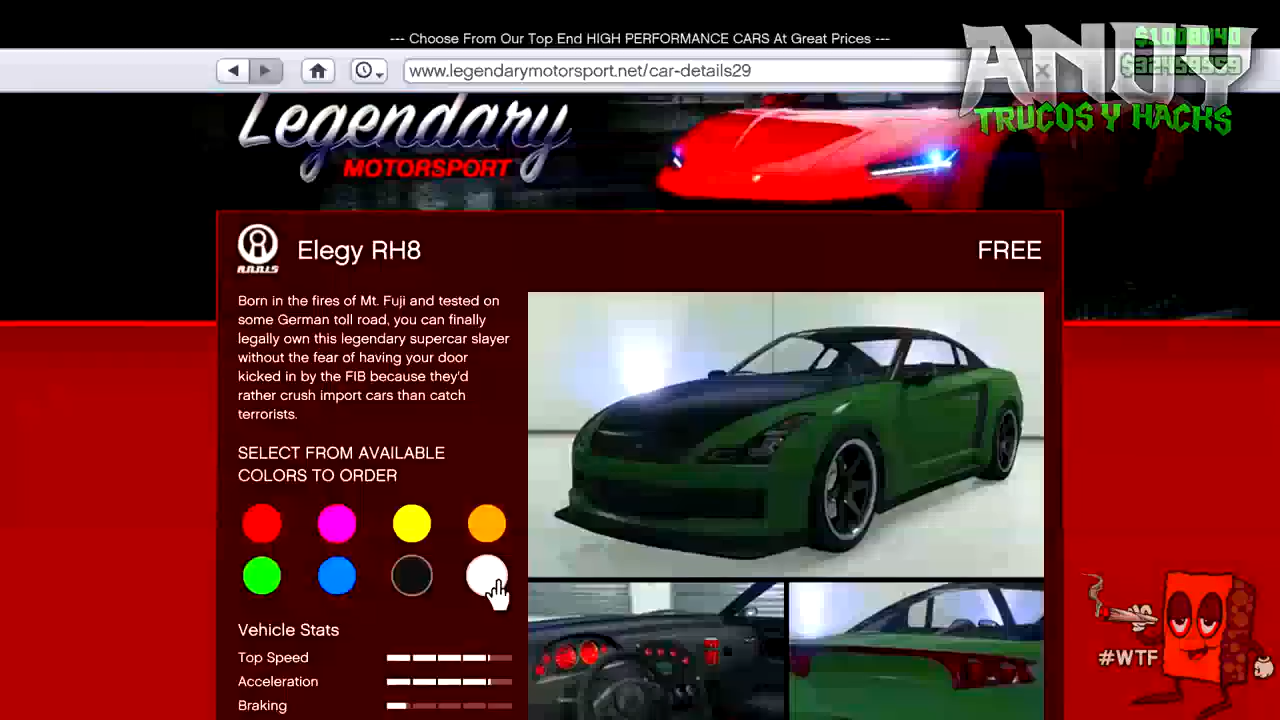 --- Choose From Our Top End HIGH PERFORMANCE CARS At Great Prices ---
www.legendarymotorsport.net/car-details29
ANDY
TRUCOS Y HACKS
Legendary
MOTORSPORT
Elegy RH8
FREE
Born in the fires of Mt. Fuji and tested on
some German toll road, you can finally
legally own this legendary supercar slayer
without the fear of having your door
kicked in by the FIB because they'd
rather crush import cars than catch
terrorists.
SELECT FROM AVAILABLE
COLORS TO ORDER
Vehicle Stats
Top Speed
Acceleration
Braking
#WTF